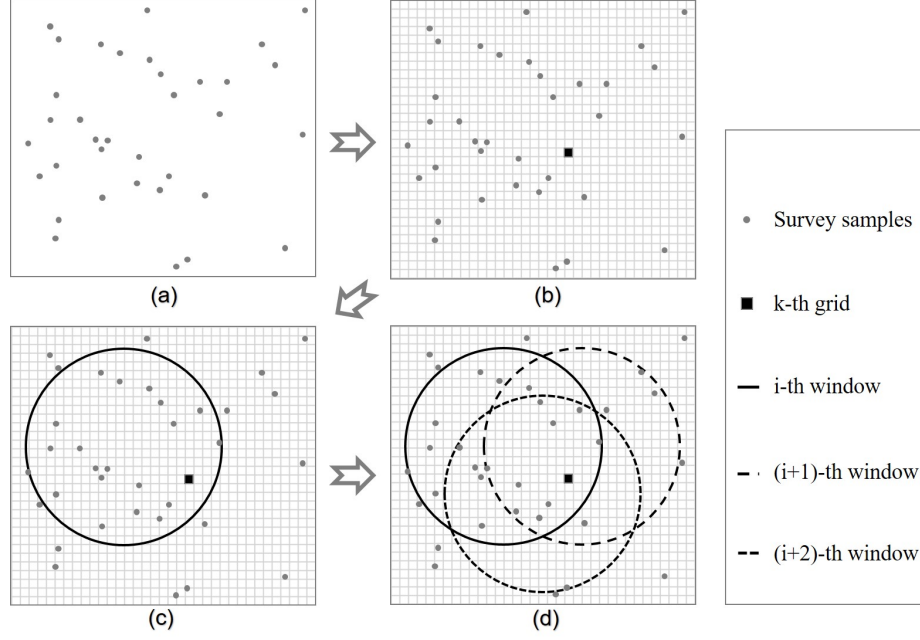 (a)
(b)
(c)
(d)
Survey samples
k-th grid
i-th window
(i+1)-th window
(i+2)-th window